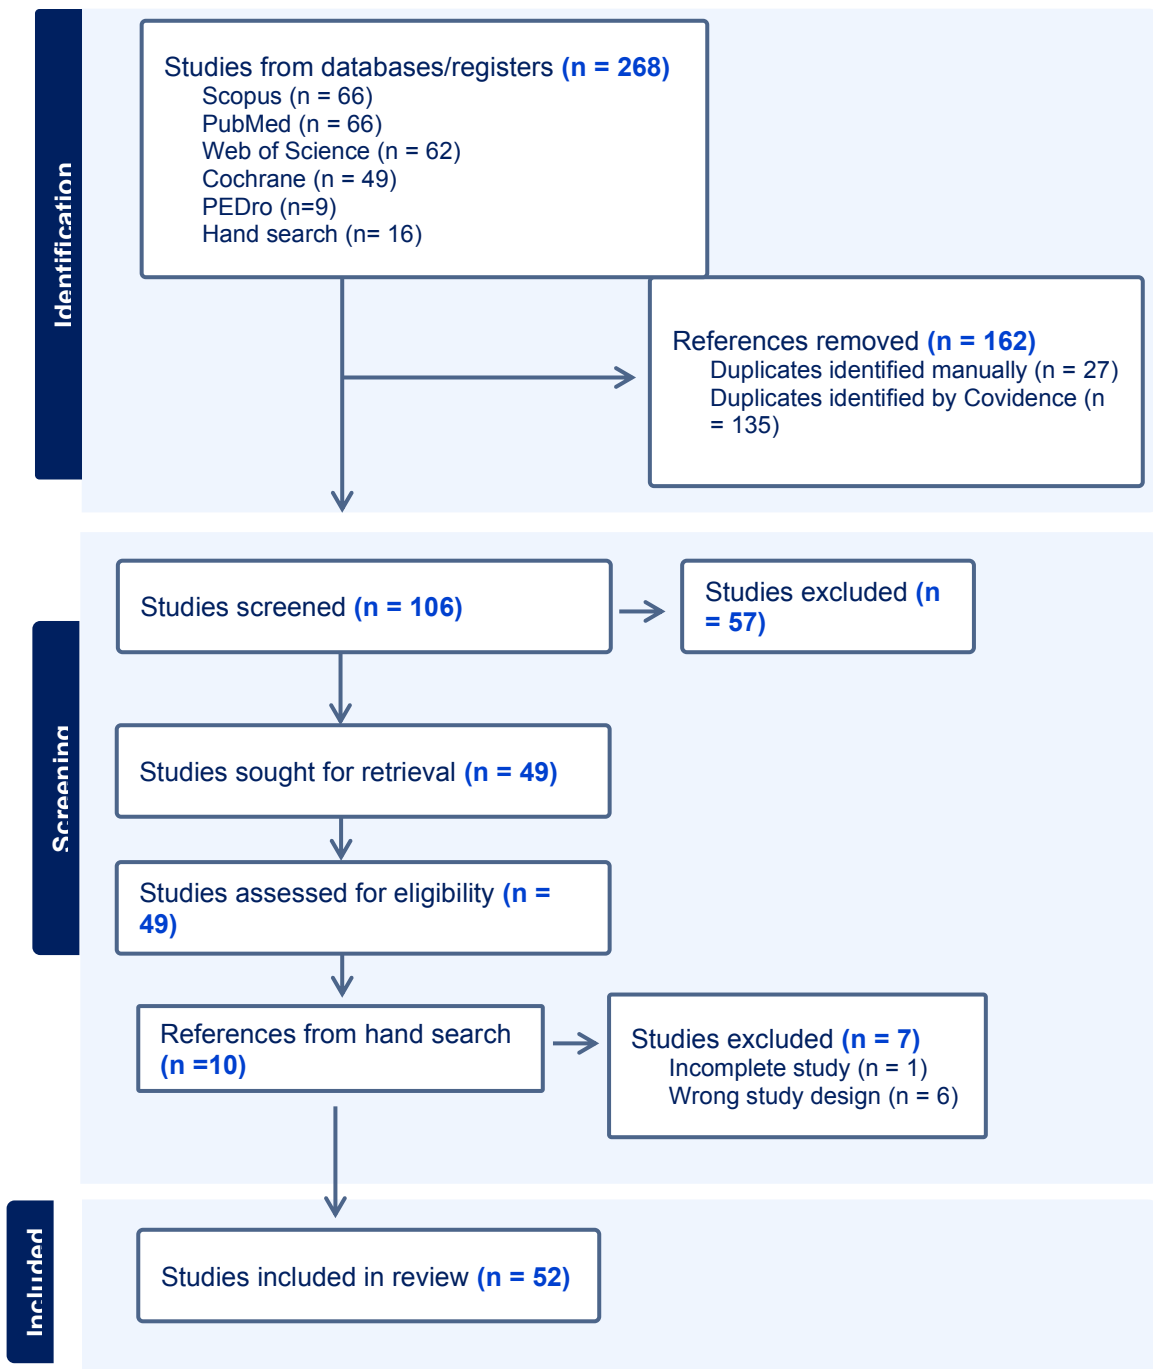 Identification
Studies from databases/registers (n = 268)
Scopus (n = 66)
PubMed (n = 66)
Web of Science (n = 62)
Cochrane (n = 49)
PEDro (n=9)
Hand search (n= 16)
References removed (n = 162)
Duplicates identified manually (n = 27)
Duplicates identified by Covidence (n
= 135)
Screening
Studies screened (n = 106)
Studies excluded (n
= 57)
Studies sought for retrieval (n = 49)
Studies assessed for eligibility (n =
49)
References from hand search
(n =10)
Studies excluded (n = 7)
Incomplete study (n = 1)
Wrong study design (n = 6)
Included
Studies included in review (n = 52)